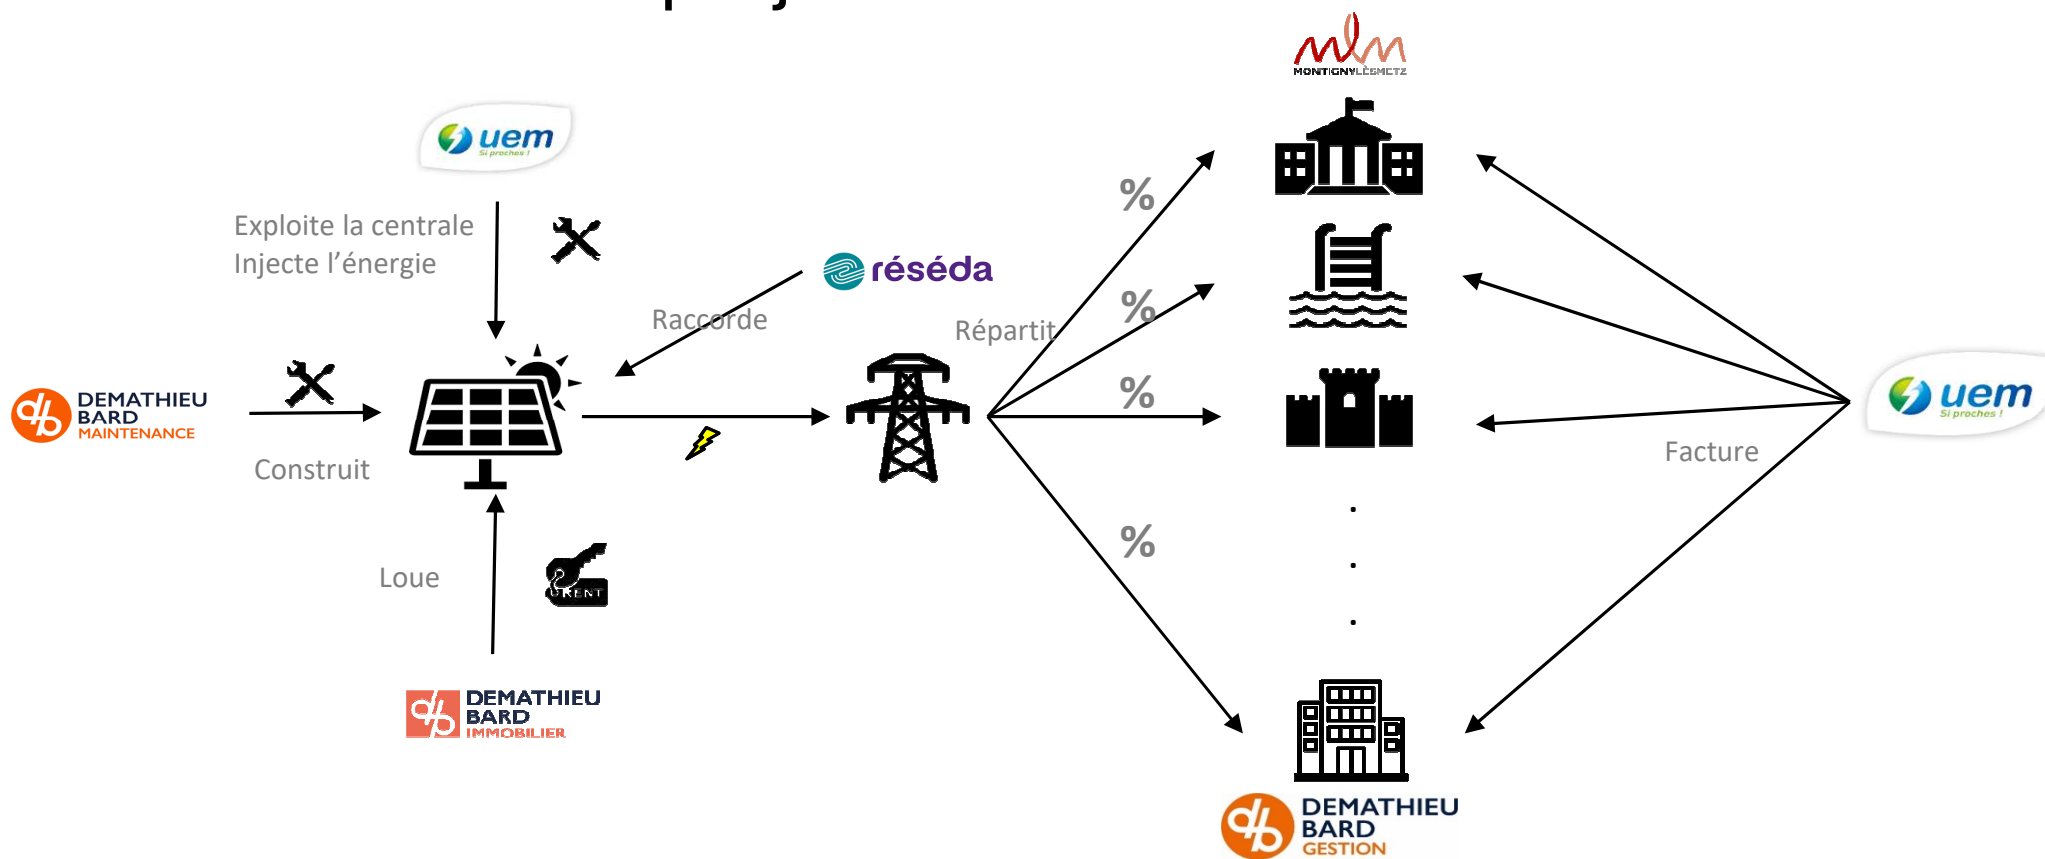 MONTIGNYLÈSMETZ
uem
Si proches !
Exploite la centrale
Injecte l'énergie
réséda
Raccorde
Répartit
%
%
%
%
DEMATHIEU
BARD
MAINTENANCE
Construit
Loue
RENT
DEMATHIEU
BARD
IMMOBILIER
uem
Si proches !
Facture
DEMATHIEU
BARD
GESTION